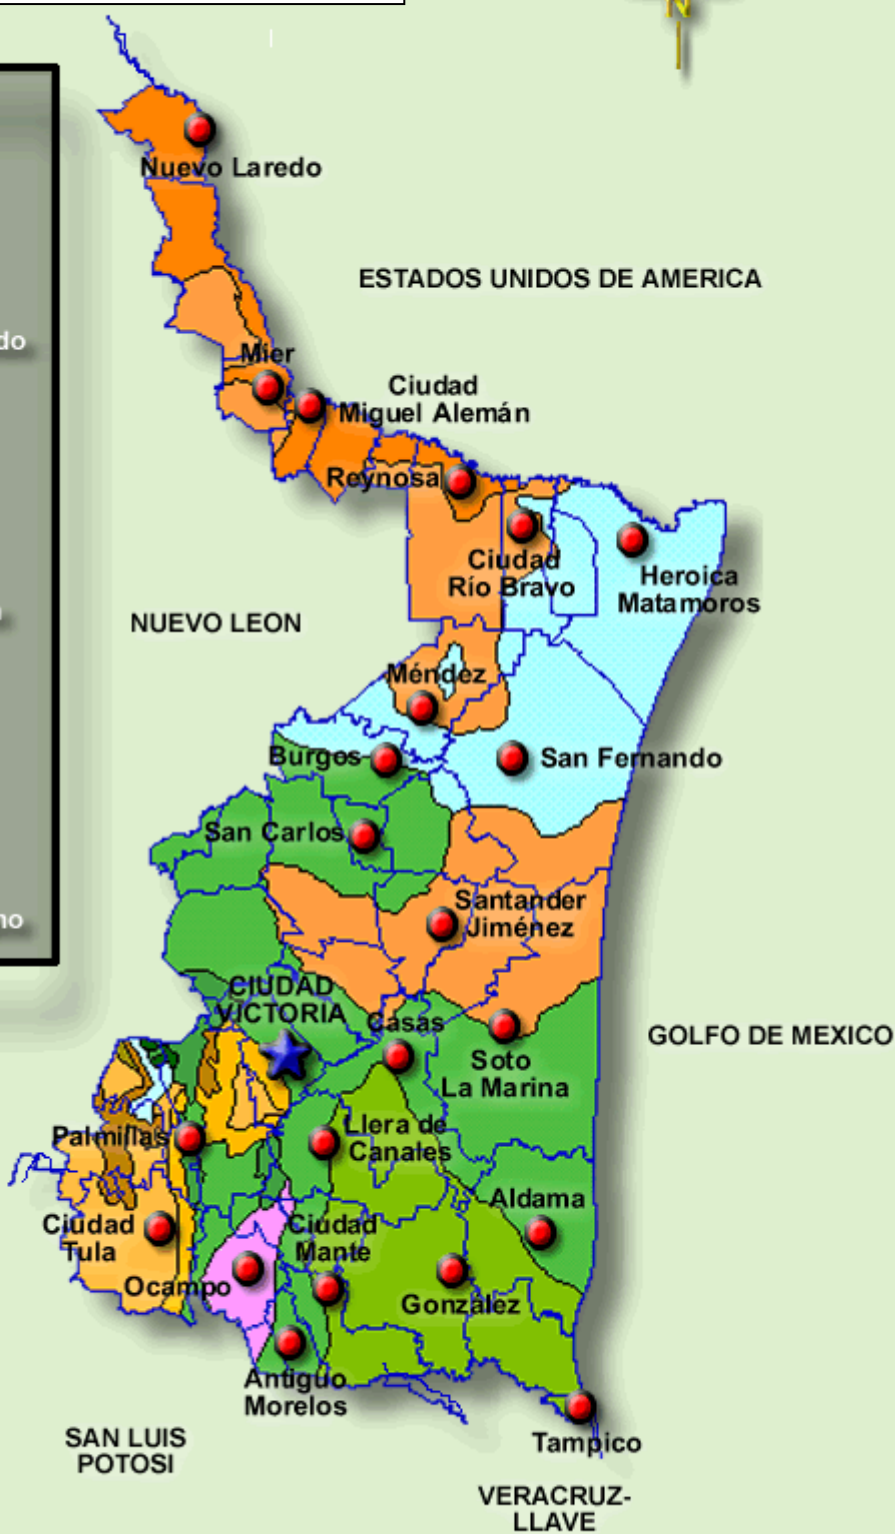 N
Nuevo Laredo
ESTADOS UNIDOS DE AMERICA
do
Mier
Ciudad
Miguel Alemán
Reynosa
Ciudad
Río Bravo
Heroica
Matamoros
NUEVO LEON
Méndez
Burgos
San Fernando
San Carlos
Santander
Jiménez
no
CIUDAD
VICTORIA
Casas
Soto
La Marina
GOLFO DE MEXICO
Palmillas
Llera de
Canales
Aldama
Ciudad
Tula
Ciudad
Mante
Ocampo
González
Antiguo
Morelos
SAN LUIS
POTOSI
Tampico
VERACRUZ-
LLAVE